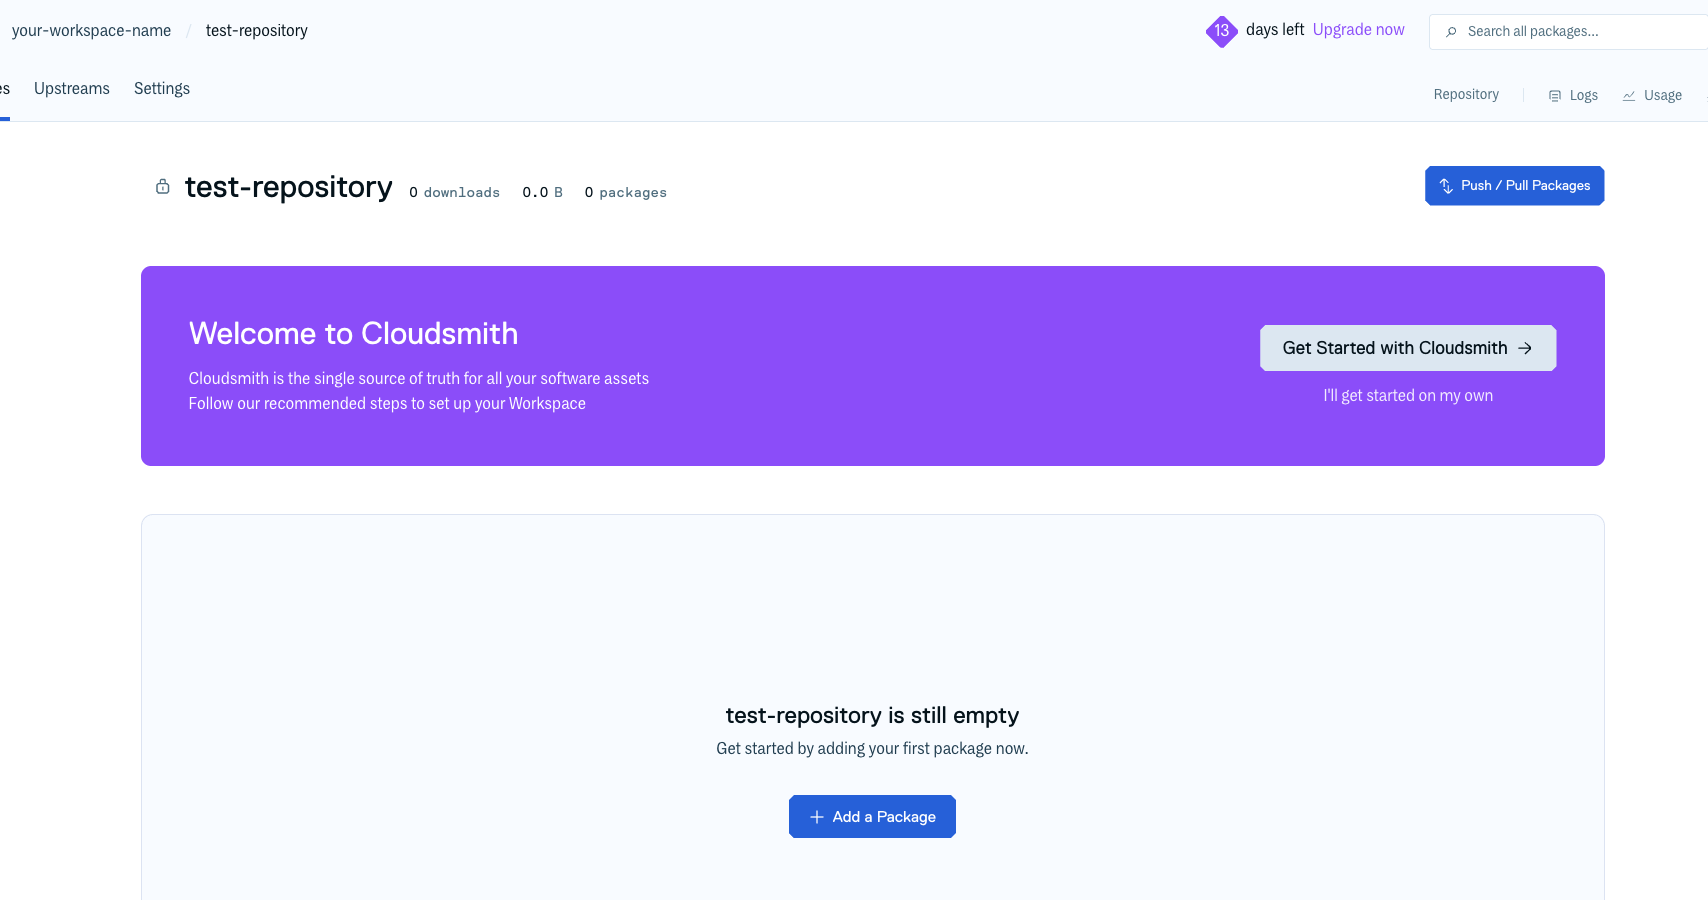 your-workspace-name / test-repository
13 days left Upgrade now
Search all packages...
es Upstreams Settings
Repository Logs Usage
test-repository 0 downloads 0.0 B 0 packages
Push / Pull Packages
Welcome to Cloudsmith
Cloudsmith is the single source of truth for all your software assets
Follow our recommended steps to set up your Workspace
Get Started with Cloudsmith
I'll get started on my own
test-repository is still empty
Get started by adding your first package now.
Add a Package